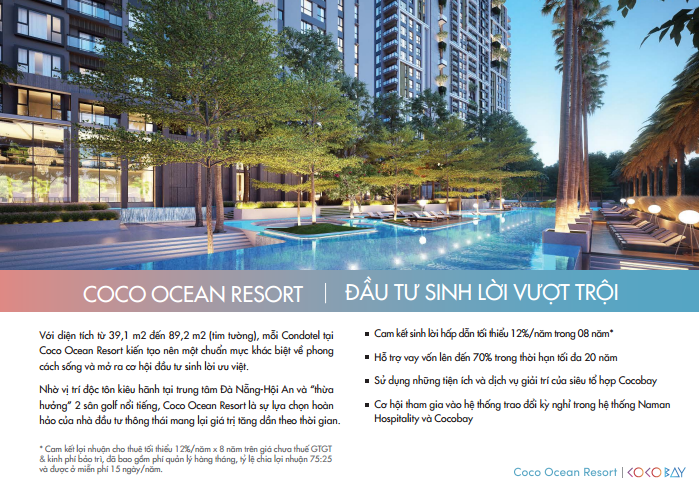 COCO OCEAN RESORT | ĐẦU TƯ SINH LỜI VƯỢT TRỘI
Với diện tích từ 39,1 m2 đến 89,2 m2 (tim tường), mỗi Condotel tại
Coco Ocean Resort kiến tạo nên một chuẩn mực khác biệt về phong
cách sống và mở ra cơ hội đầu tư sinh lời ưu việt.
Nhờ vị trí độc tôn kiêu hãnh tại trung tâm Đà Nẵng-Hội An và “thừa
hưởng” 2 sân golf nổi tiếng, Coco Ocean Resort là sự lựa chọn hoàn
hảo của nhà đầu tư thông thái mang lại giá trị tăng dần theo thời gian.
* Cam kết lợi nhuận cho thuê tối thiểu 12%/năm x 8 năm trên giá chưa thuế GTGT
& kinh phí bảo trì, đã bao gồm phí quản lý hàng tháng, tỷ lệ chia lợi nhuận 75:25
và được ở miễn phí 15 ngày/năm.
▪ Cam kết sinh lời hấp dẫn tối thiểu 12%/năm trong 08 năm*
▪ Hỗ trợ vay vốn lên đến 70% trong thời hạn tối đa 20 năm
▪ Sử dụng những tiện ích và dịch vụ giải trí của siêu tổ hợp Cocobay
▪ Cơ hội tham gia vào hệ thống trao đổi kỳ nghỉ trong hệ thống Naman
Hospitality và Cocobay
Coco Ocean Resort | COCOBAY